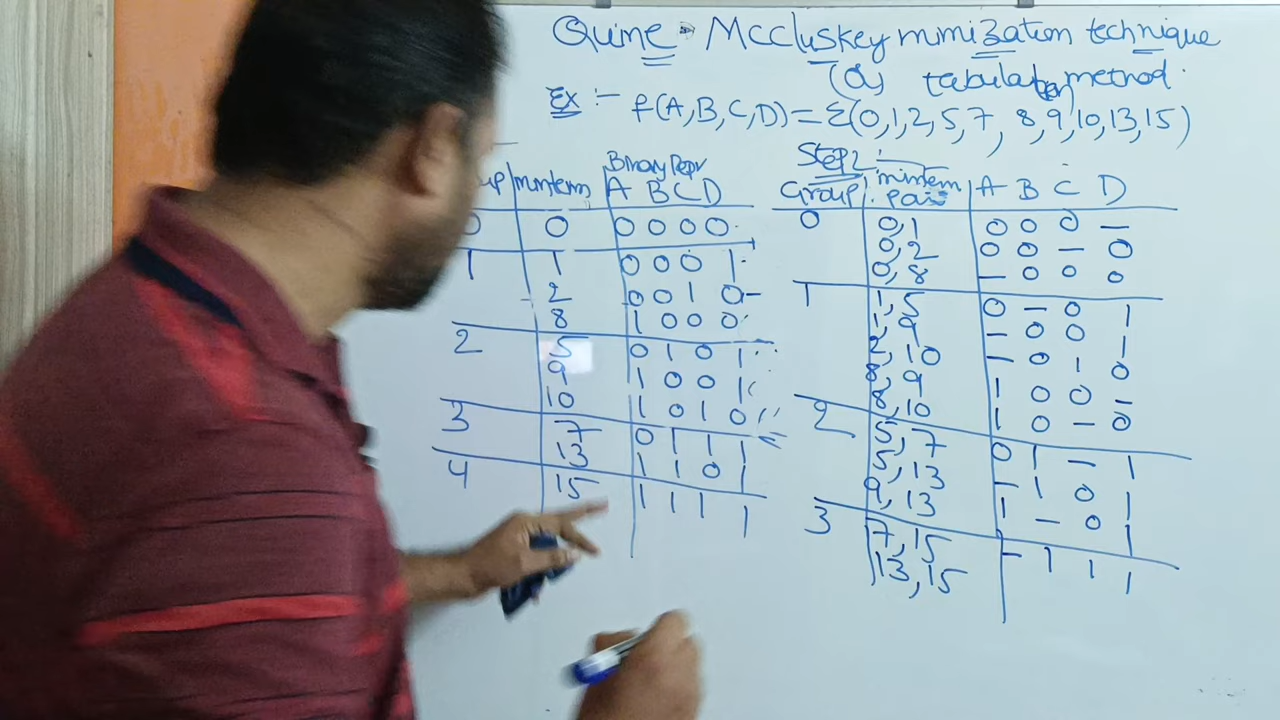 Quine - Mccluskey minimization technique
(Or) tabulation method.
Ex :- f(A,B,C,D) = Σ(0,1,2,5,7, 8,9,10,13,15)
minterm Binary Repr
A B C D
0 0 0 0 0
1 1 0 0 0 1
2 0 0 1 0 -
8 1 0 0 0
2 5 0 1 0 1
9 1 0 0 1
10 1 0 1 0
3 7 0 1 1 1
13 1 1 0 1
4 15 1 1 1 1
Step 2 :
Group minterm pair A B C D
0 0,1 0 0 0 -
0,2 0 0 - 0
0,8 - 0 0 0
1 1,5 0 - 0 1
1,9 - 0 0 1
2,10 - 0 1 0
8,9 1 0 0 -
8,10 1 0 - 0
2 5,7 0 1 - 1
5,13 - 1 0 1
9,13 1 - 0 1
3 7,15 - 1 1 1
13,15